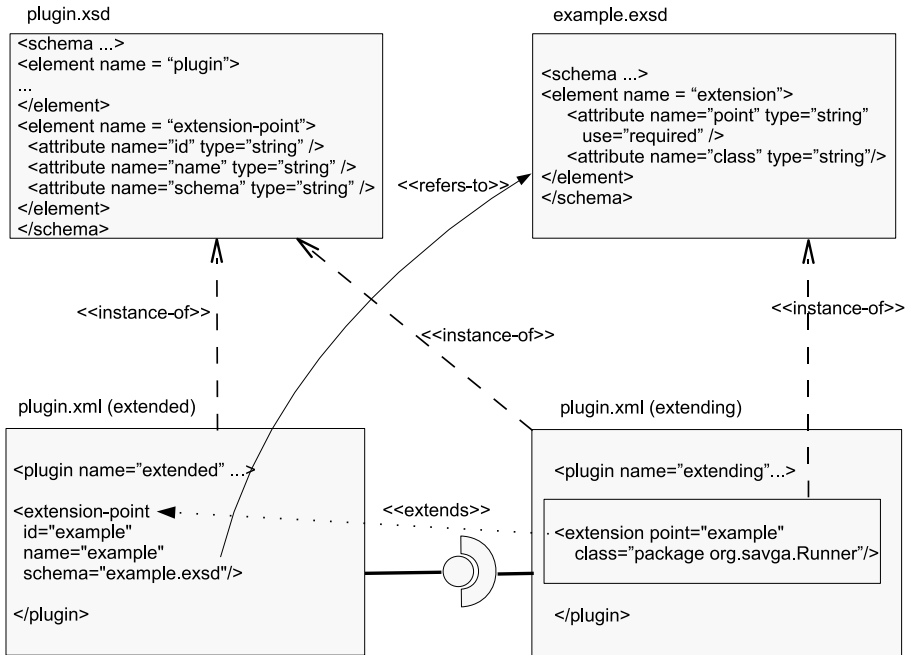 plugin.xsd
<schema ...>
<element name = “plugin”>
...
</element>
<element name = “extension-point”>
<attribute name=”id” type=”string” />
<attribute name=”name” type=”string” />
<attribute name=”schema” type=”string” />
</element>
</schema>
example.exsd
<schema ...>
<element name = “extension”>
<attribute name=”point” type=”string”
use=”required” />
<attribute name=”class” type=”string”/>
</element>
</schema>
<<refers-to>>
<<instance-of>>
<<instance-of>>
<<instance-of>>
plugin.xml (extended)
<plugin name=”extended” ...>
<extension-point
id="example"
name="example"
schema="example.exsd"/>
</plugin>
<<extends>>
plugin.xml (extending)
<plugin name=”extending”...>
<extension point="example"
class=”package org.savga.Runner”/>
</plugin>